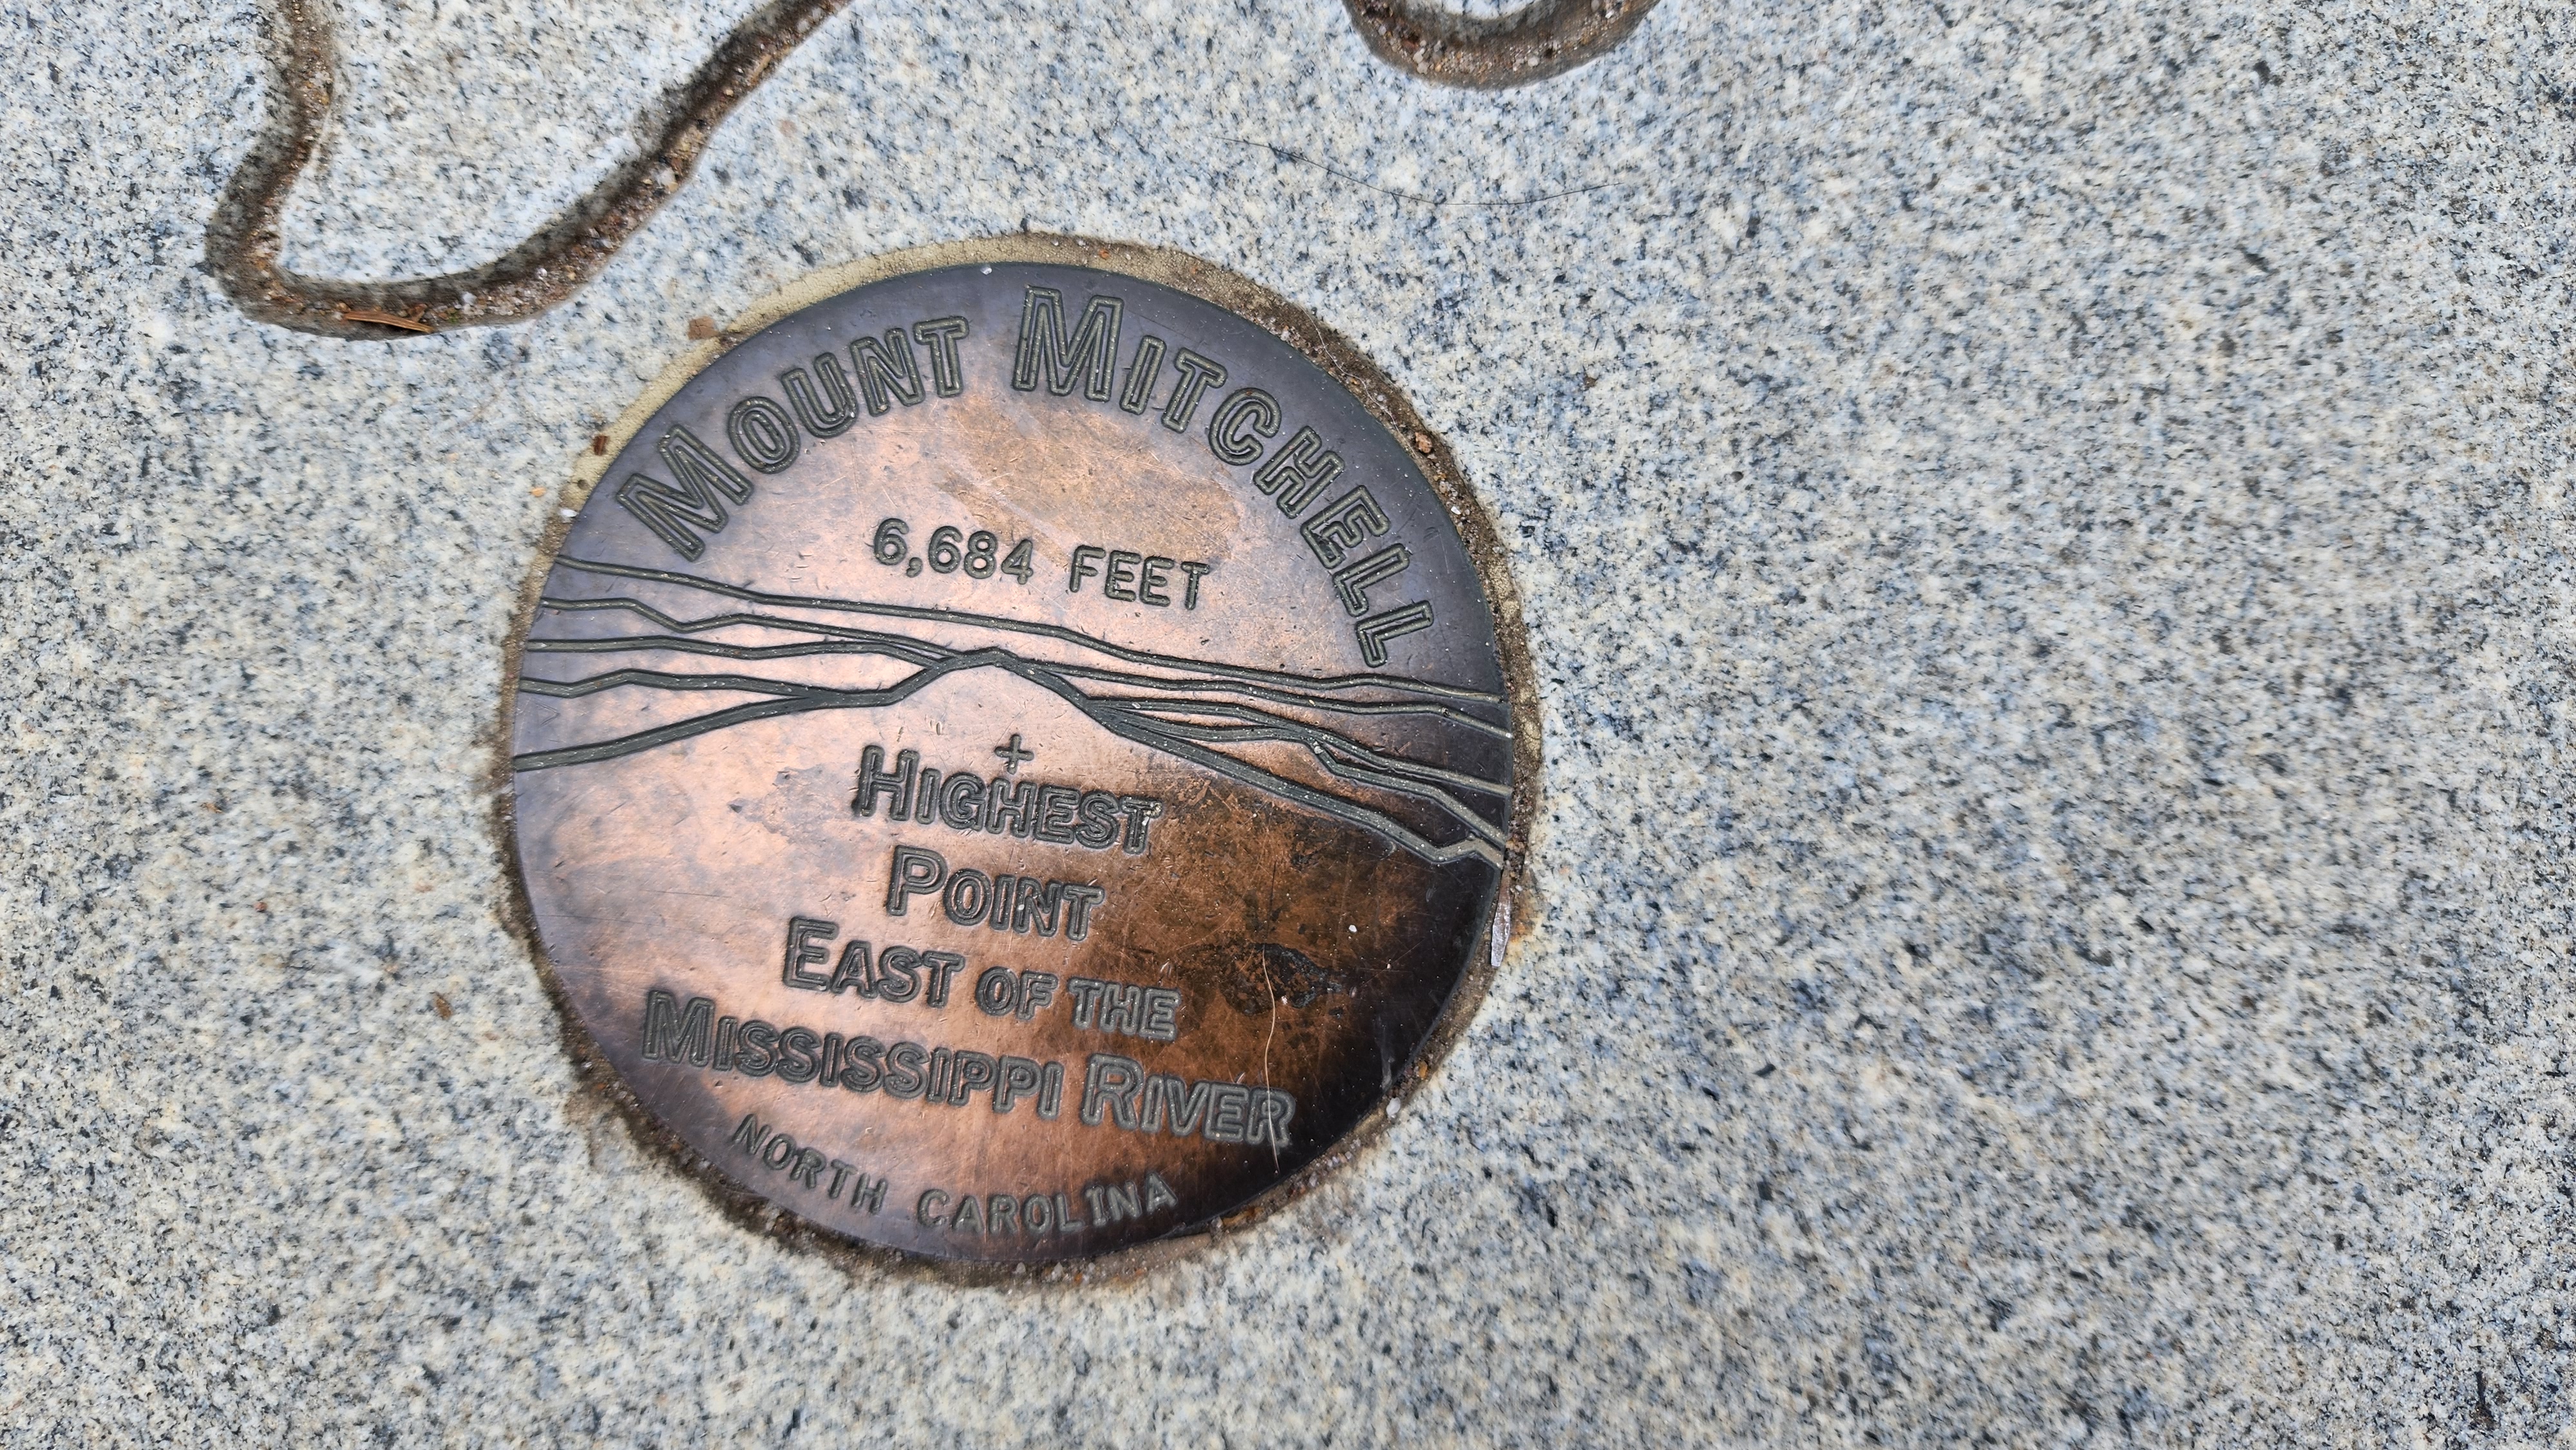 MOUNT MITCHELL
6,684 FEET
+
HIGHEST
POINT
EAST OF THE
MISSISSIPPI RIVER
NORTH CAROLINA